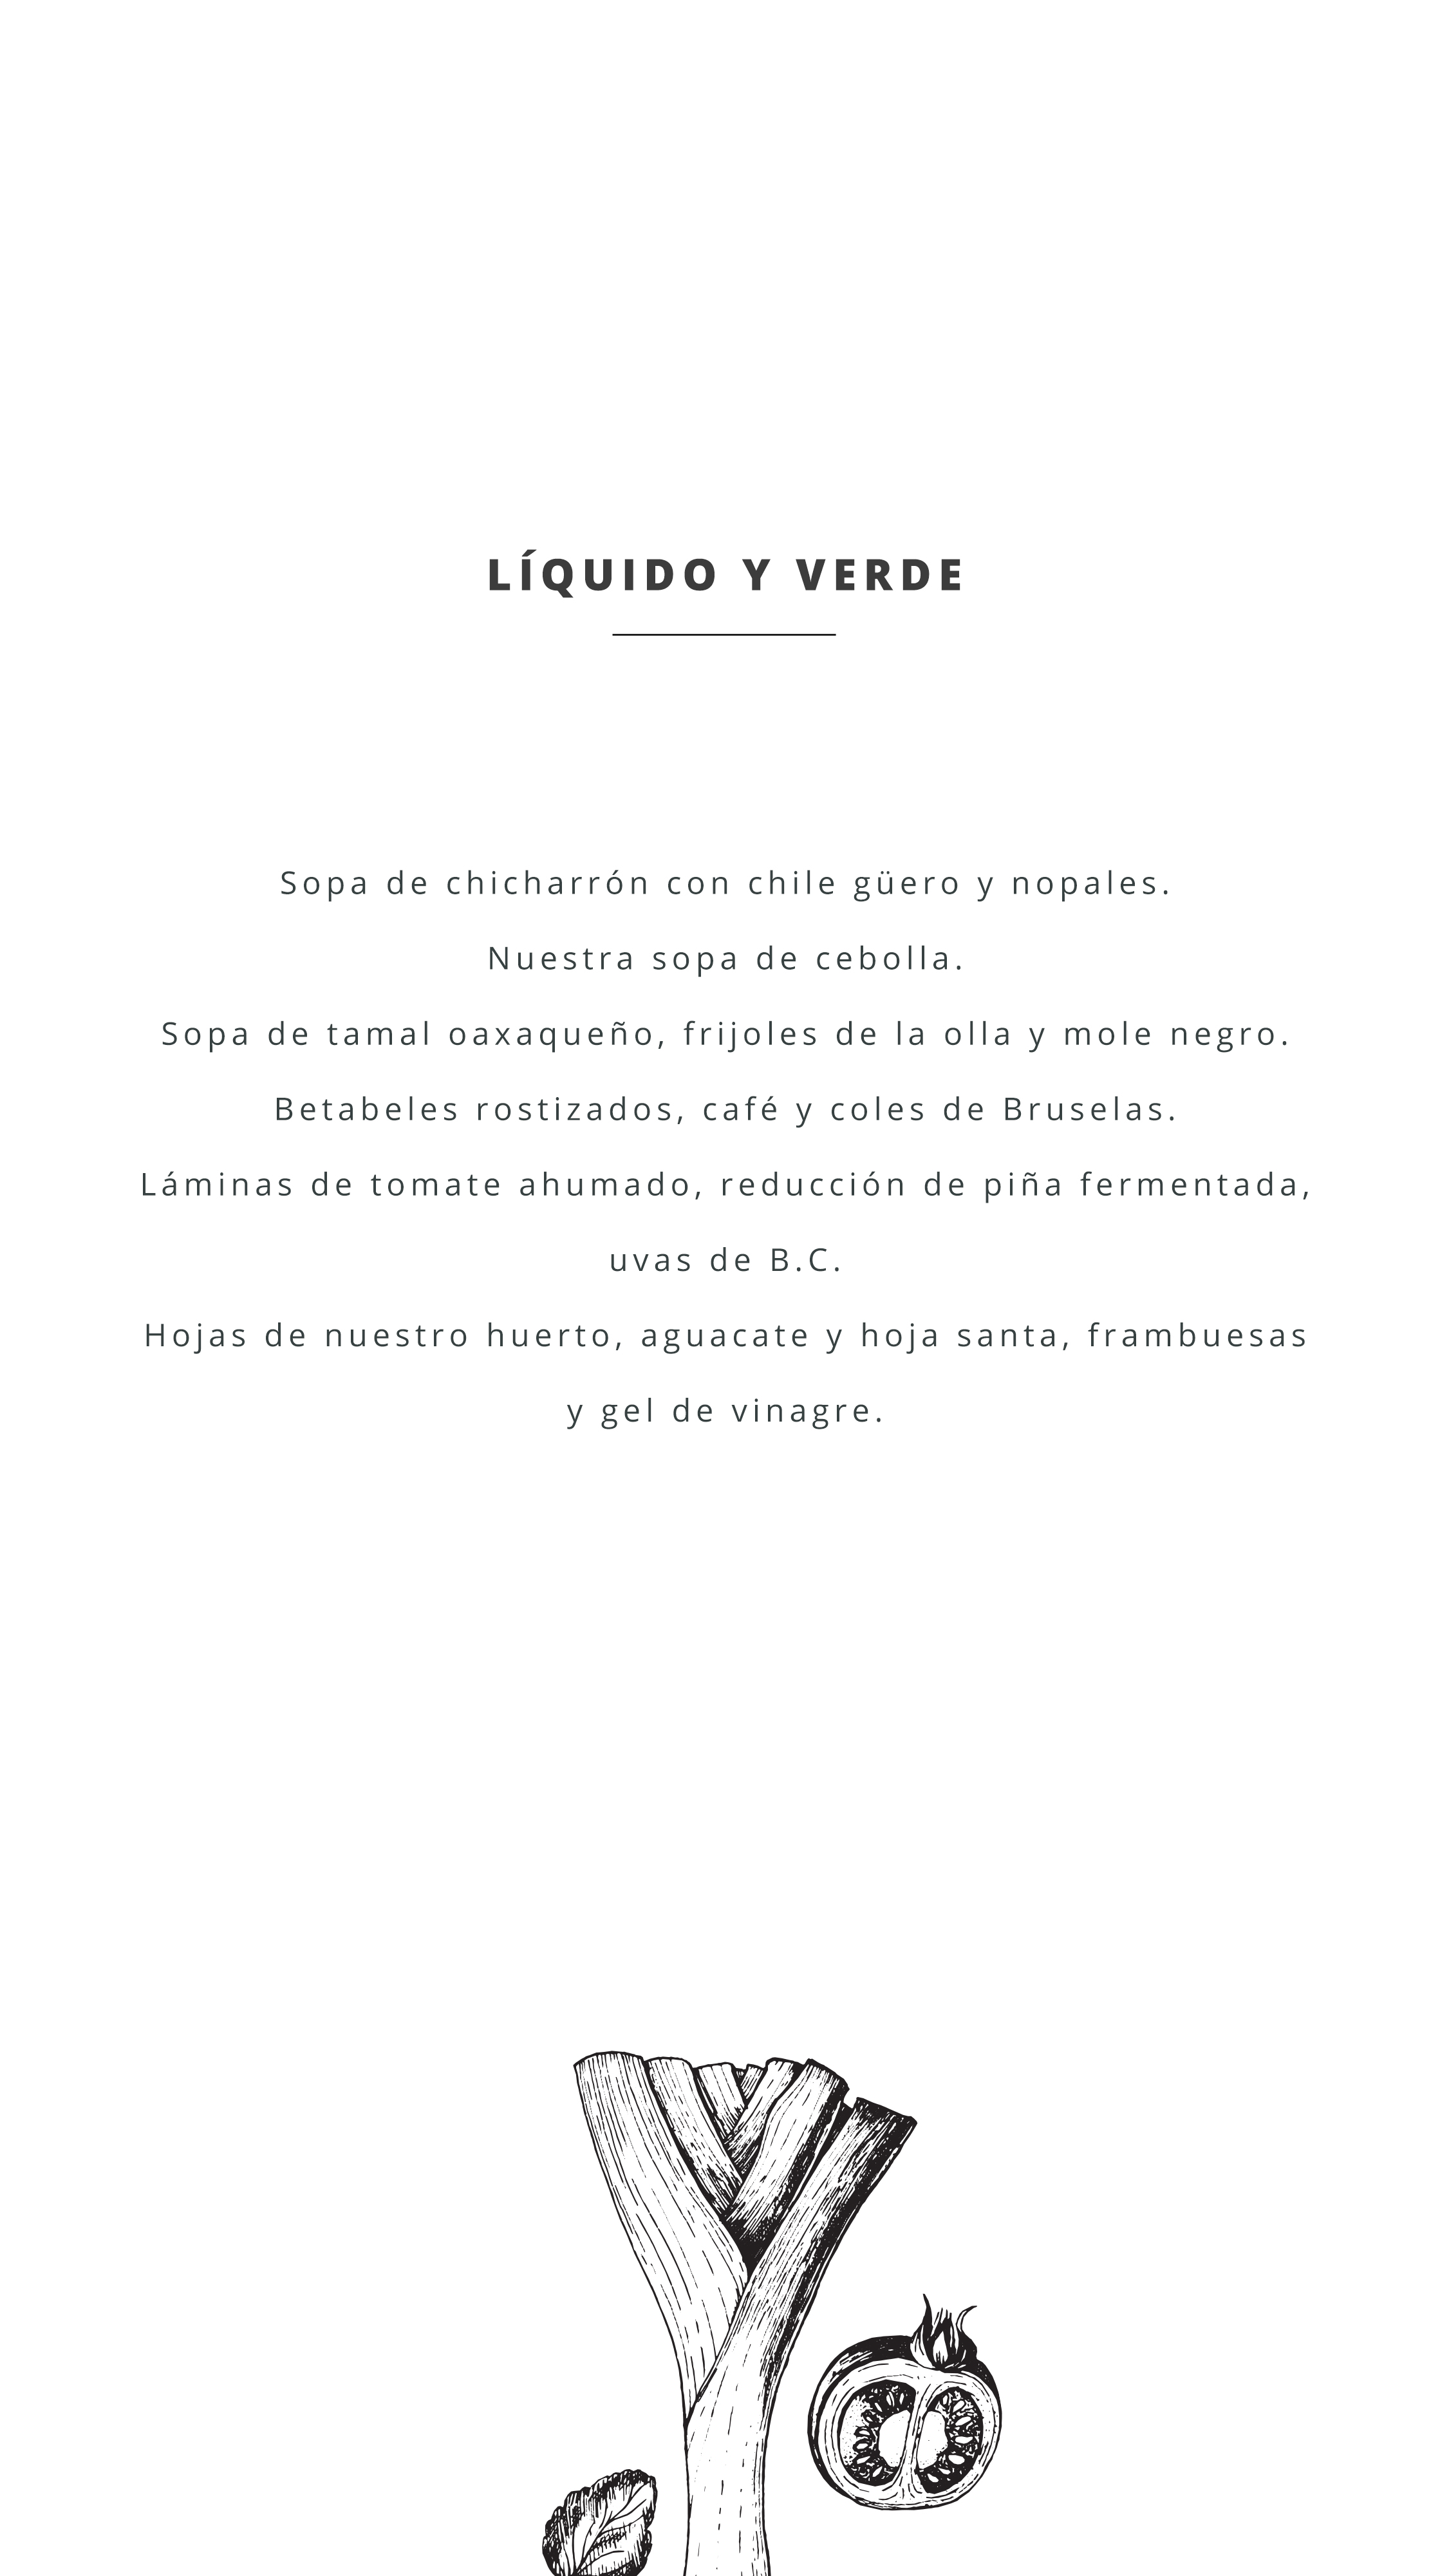 LÍQUIDO Y VERDE
Sopa de chicharrón con chile güero y nopales.
Nuestra sopa de cebolla.
Sopa de tamal oaxaqueño, frijoles de la olla y mole negro.
Betabeles rostizados, café y coles de Bruselas.
Láminas de tomate ahumado, reducción de piña fermentada,
uvas de B.C.
Hojas de nuestro huerto, aguacate y hoja santa, frambuesas
y gel de vinagre.